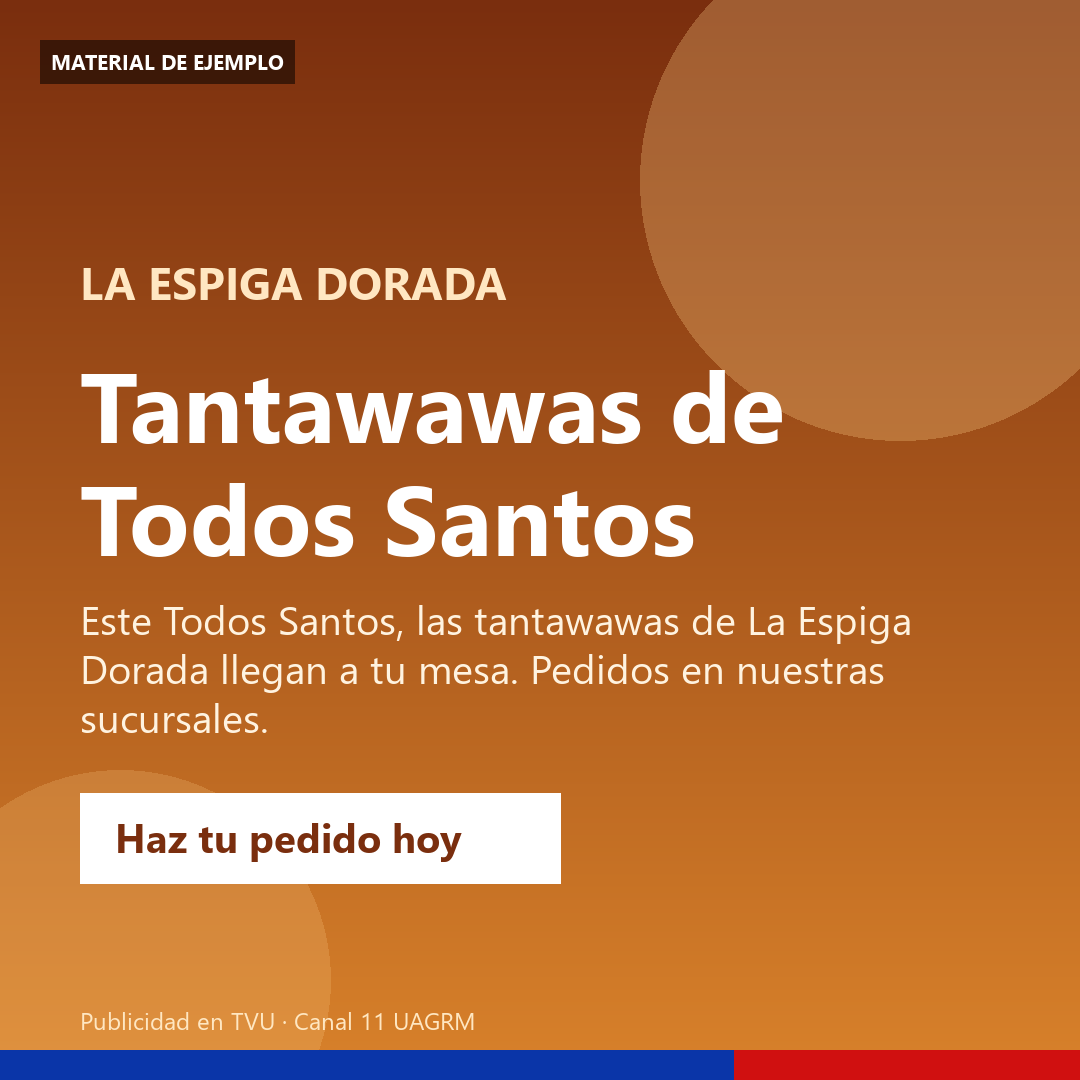 MATERIAL DE EJEMPLO
LA ESPIGA DORADA
Tantawawas de
Todos Santos
Este Todos Santos, las tantawawas de La Espiga
Dorada llegan a tu mesa. Pedidos en nuestras
sucursales.
Haz tu pedido hoy
Publicidad en TVU · Canal 11 UAGRM